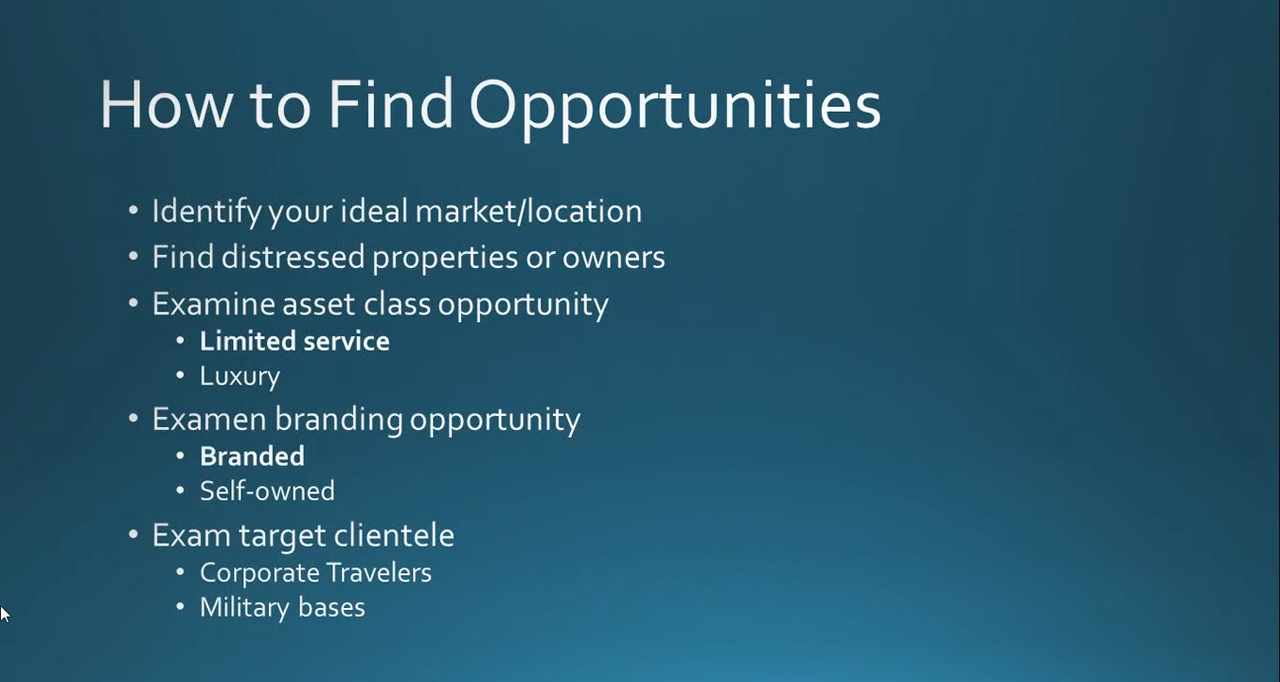 How to Find Opportunities
• Identify your ideal market/location
• Find distressed properties or owners
• Examine asset class opportunity
• Limited service
• Luxury
• Examen branding opportunity
• Branded
• Self-owned
• Exam target clientele
• Corporate Travelers
• Military bases